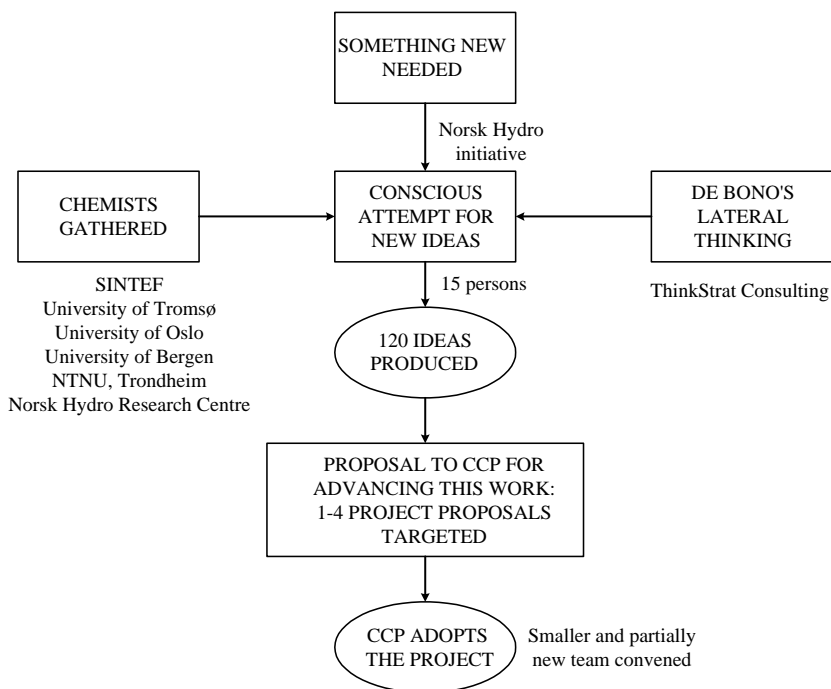 SOMETHING NEW
NEEDED
Norsk Hydro
initiative
CHEMISTS
GATHERED
CONSCIOUS
ATTEMPT FOR
NEW IDEAS
DE BONO'S
LATERAL
THINKING
SINTEF
University of Tromsø
University of Oslo
University of Bergen
NTNU, Trondheim
Norsk Hydro Research Centre
15 persons
ThinkStrat Consulting
120 IDEAS
PRODUCED
PROPOSAL TO CCP FOR
ADVANCING THIS WORK:
1-4 PROJECT PROPOSALS
TARGETED
CCP ADOPTS
THE PROJECT
Smaller and partially
new team convened